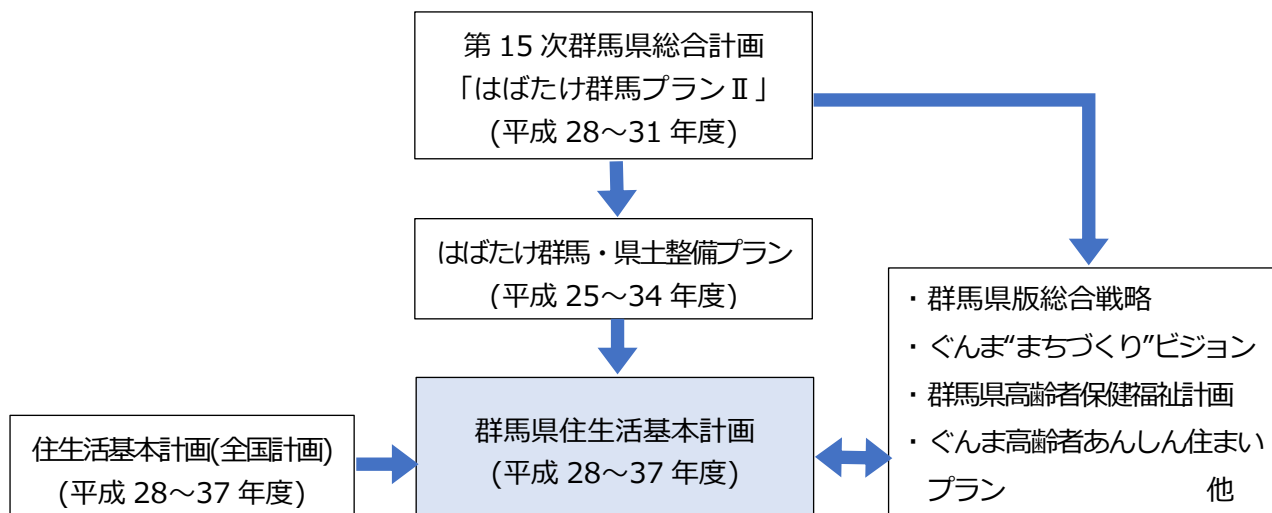 第 15 次群馬県総合計画
「はばたけ群馬プランⅡ」
(平成 28～31 年度)
はばたけ群馬・県土整備プラン
(平成 25～34 年度)
・群馬県版総合戦略
・ぐんま“まちづくり”ビジョン
・群馬県高齢者保健福祉計画
・ぐんま高齢者あんしん住まい
プラン 他
群馬県住生活基本計画
(平成 28～37 年度)
住生活基本計画(全国計画)
(平成 28～37 年度)